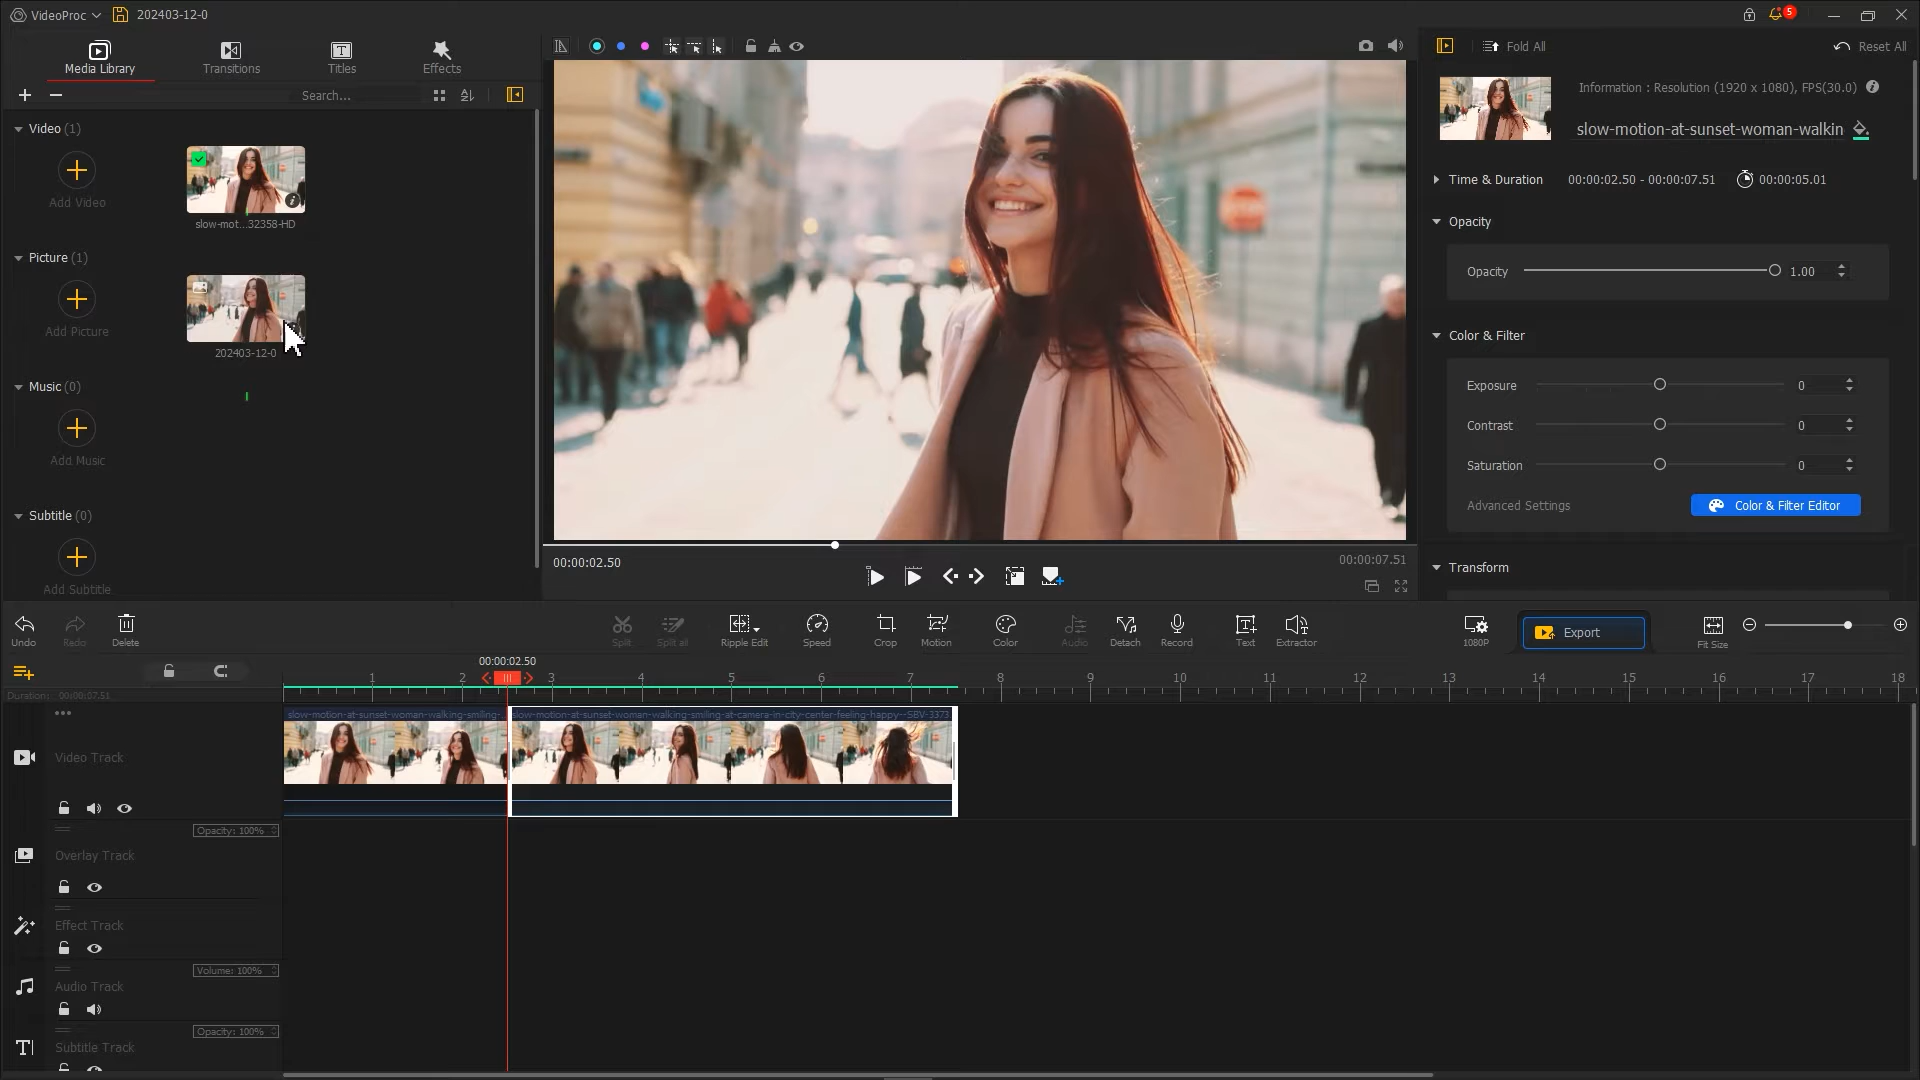 VideoProc
202403-12-0
5
Media Library
Transitions
Titles
Effects
Search...
Video (1)
Add Video
slow-mot...32358-HD
Picture (1)
Add Picture
202403-12-0
Music (0)
Add Music
Subtitle (0)
Add Subtitle
00:00:02.50
00:00:07.51
Fold All
Reset All
Information : Resolution (1920 x 1080), FPS(30.0)
slow-motion-at-sunset-woman-walkin
Time & Duration 00:00:02.50 - 00:00:07.51 00:00:05.01
Opacity
Opacity 1.00
Color & Filter
Exposure 0
Contrast 0
Saturation 0
Advanced Settings
Color & Filter Editor
Transform
Undo
Redo
Delete
Split
Split all
Ripple Edit
Speed
Crop
Motion
Color
Audio
Detach
Record
Text
Extractor
1080P
Export
Fit Size
00:00:02.50
Duration: 00:00:07.51
1 2 3 4 5 6 7 8 9 10 11 12 13 14 15 16 17 18
slow-motion-at-sunset-woman-walking-smiling-...
slow-motion-at-sunset-woman-walking-smiling-at-camera-in-city-center-feeling-happy--SBV-3373
Video Track
Opacity: 100%
Overlay Track
Effect Track
Volume: 100%
Audio Track
Opacity: 100%
Subtitle Track